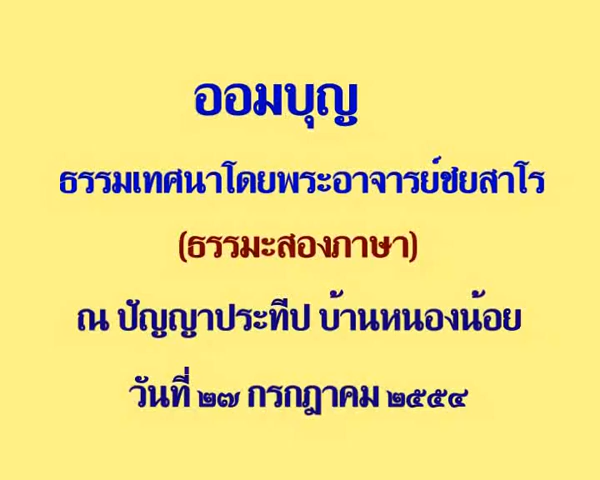 ออมบุญ
ธรรมเทศนาโดยพระอาจารย์ชยสาโร
(ธรรมะสองภาษา)
ณ ปัญญาประทีป บ้านหนองน้อย
วันที่ ๒๗ กรกฎาคม ๒๕๕๔